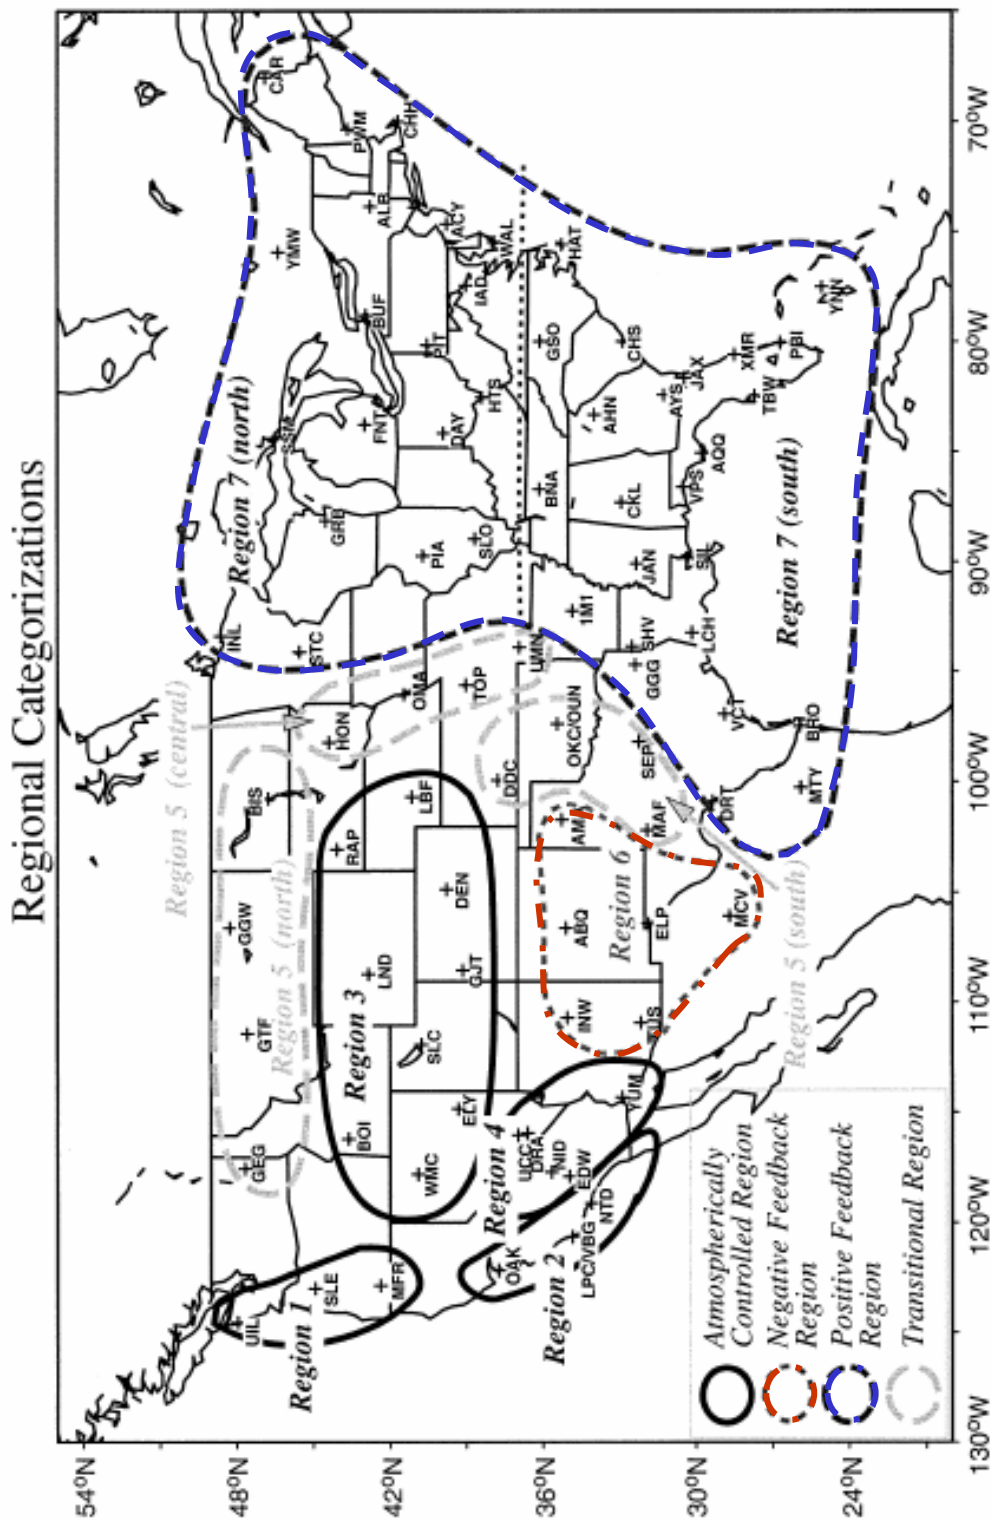 Regional Categorizations
54°N
48°N
42°N
36°N
30°N
24°N
130°W
120°W
110°W
100°W
90°W
80°W
70°W
Region 1
Region 2
Region 3
Region 4
Region 5 (north)
Region 5 (central)
Region 5 (south)
Region 6
Region 7 (north)
Region 7 (south)
UIL
SLE
MFR
OAK
LPC/VBG
NTD
EDW
NID
DRA
UCC
YUM
GEG
GTF
GGW
BIS
BOI
WMC
ELY
SLC
LND
GJT
DEN
RAP
LBF
INW
TUS
ABQ
ELP
MCV
AMA
MAF
DRT
HON
OMA
TOP
DDC
UMN
OKC/OUN
SEP
INL
STC
GRB
SSM
PIA
SLO
FNT
DAY
HTS
PIT
BUF
YMW
ALB
PWM
CAR
CHH
ACY
WAL
IAD
HAT
GSO
CHS
BNA
1M1
AHN
CKL
JAN
SHV
GGG
LCH
SIL
VPS
AQQ
AYS
JAX
XMR
TBW
PBI
YNN
VCT
BRO
MTY
Atmospherically
Controlled Region
Negative Feedback
Region
Positive Feedback
Region
Transitional Region